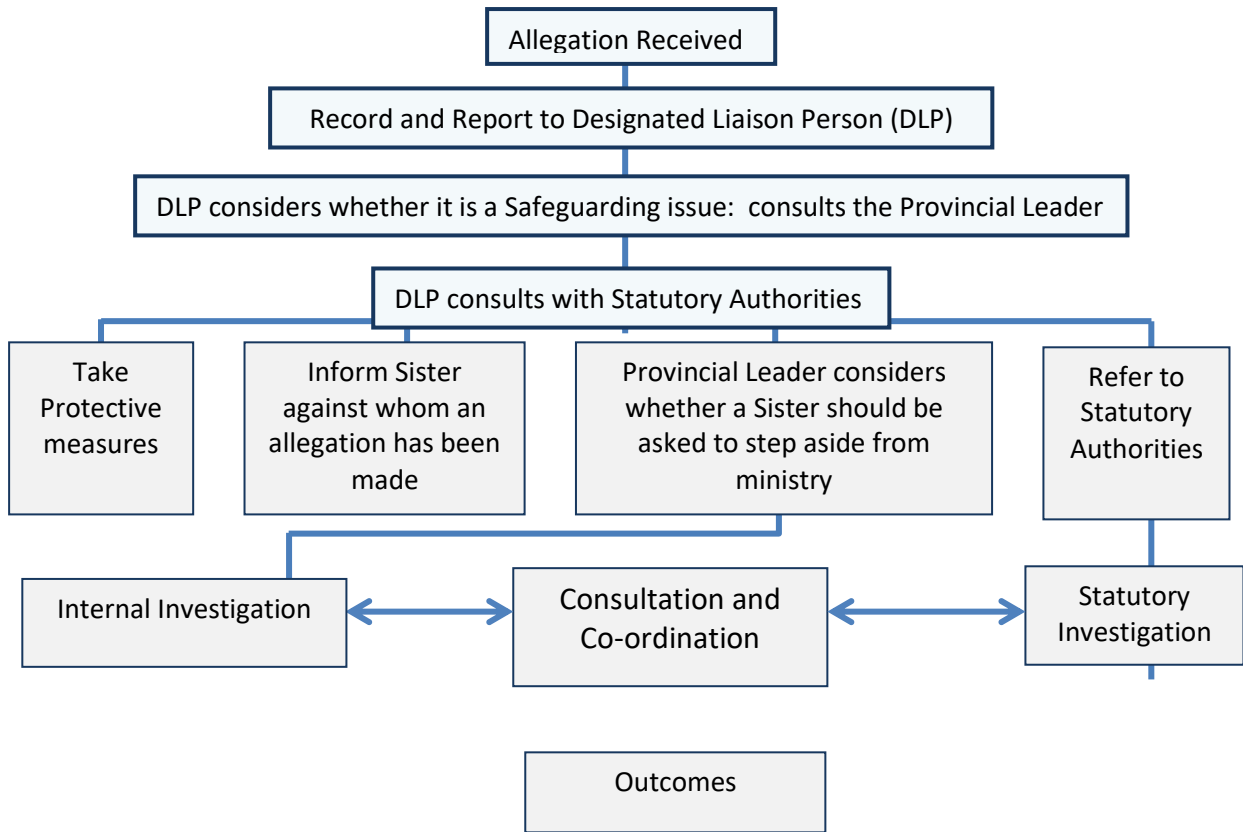 Allegation Received
Record and Report to Designated Liaison Person (DLP)
DLP considers whether it is a Safeguarding issue: consults the Provincial Leader
DLP consults with Statutory Authorities
Take
Protective
measures
Inform Sister
against whom an
allegation has been
made
Provincial Leader considers
whether a Sister should be
asked to step aside from
ministry
Refer to
Statutory
Authorities
Internal Investigation
Consultation and
Co-ordination
Statutory
Investigation
Outcomes